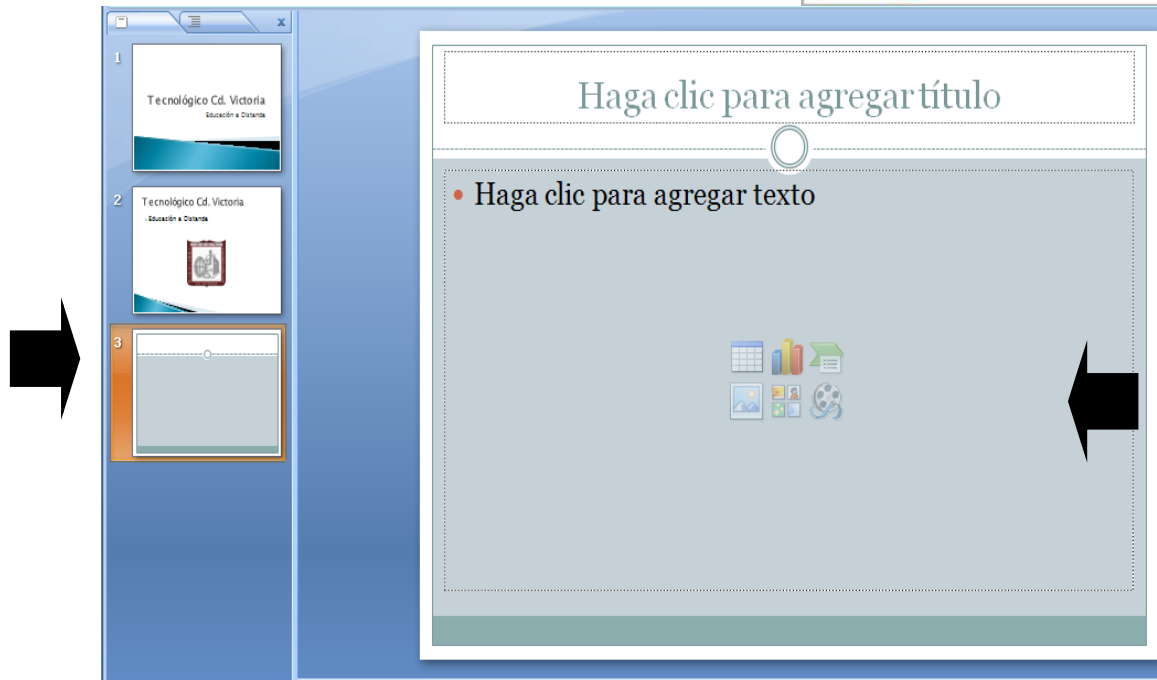 x
1
Tecnológico Cd. Victoria
Educación a Distancia
2
Tecnológico Cd. Victoria
Educación a Distancia
3
Haga clic para agregar título
Haga clic para agregar texto